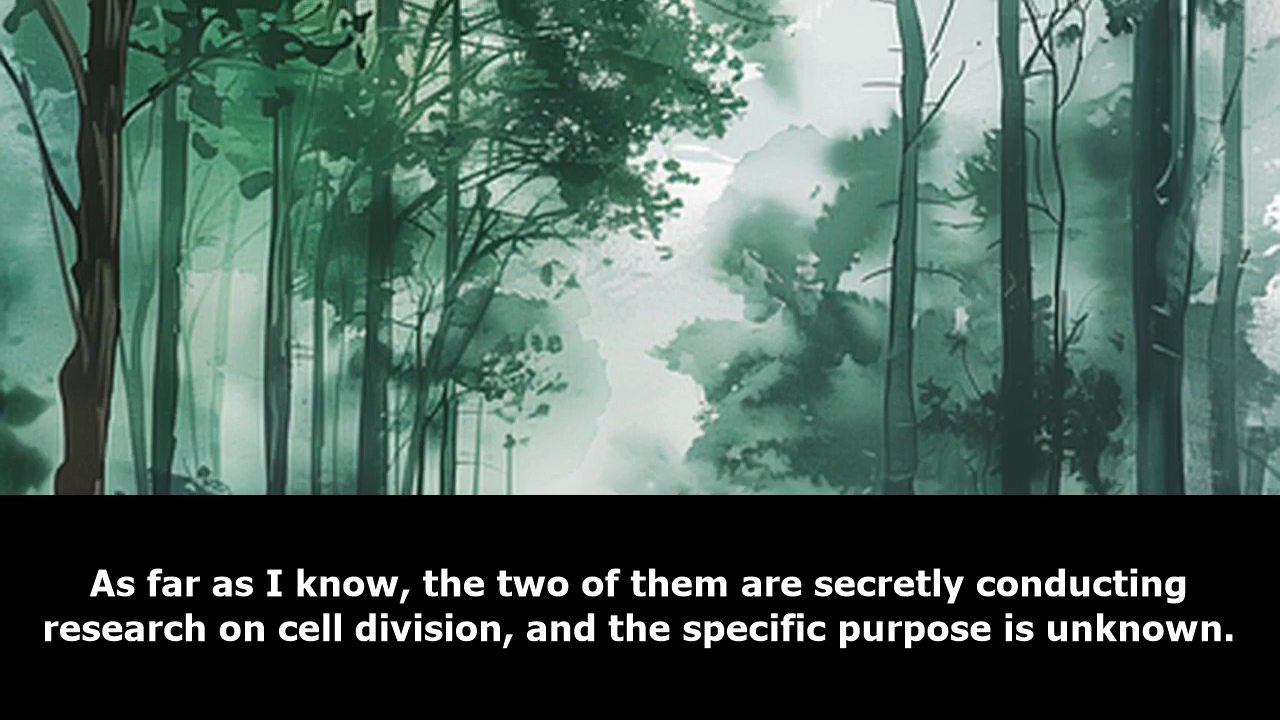 As far as I know, the two of them are secretly conducting
research on cell division, and the specific purpose is unknown.